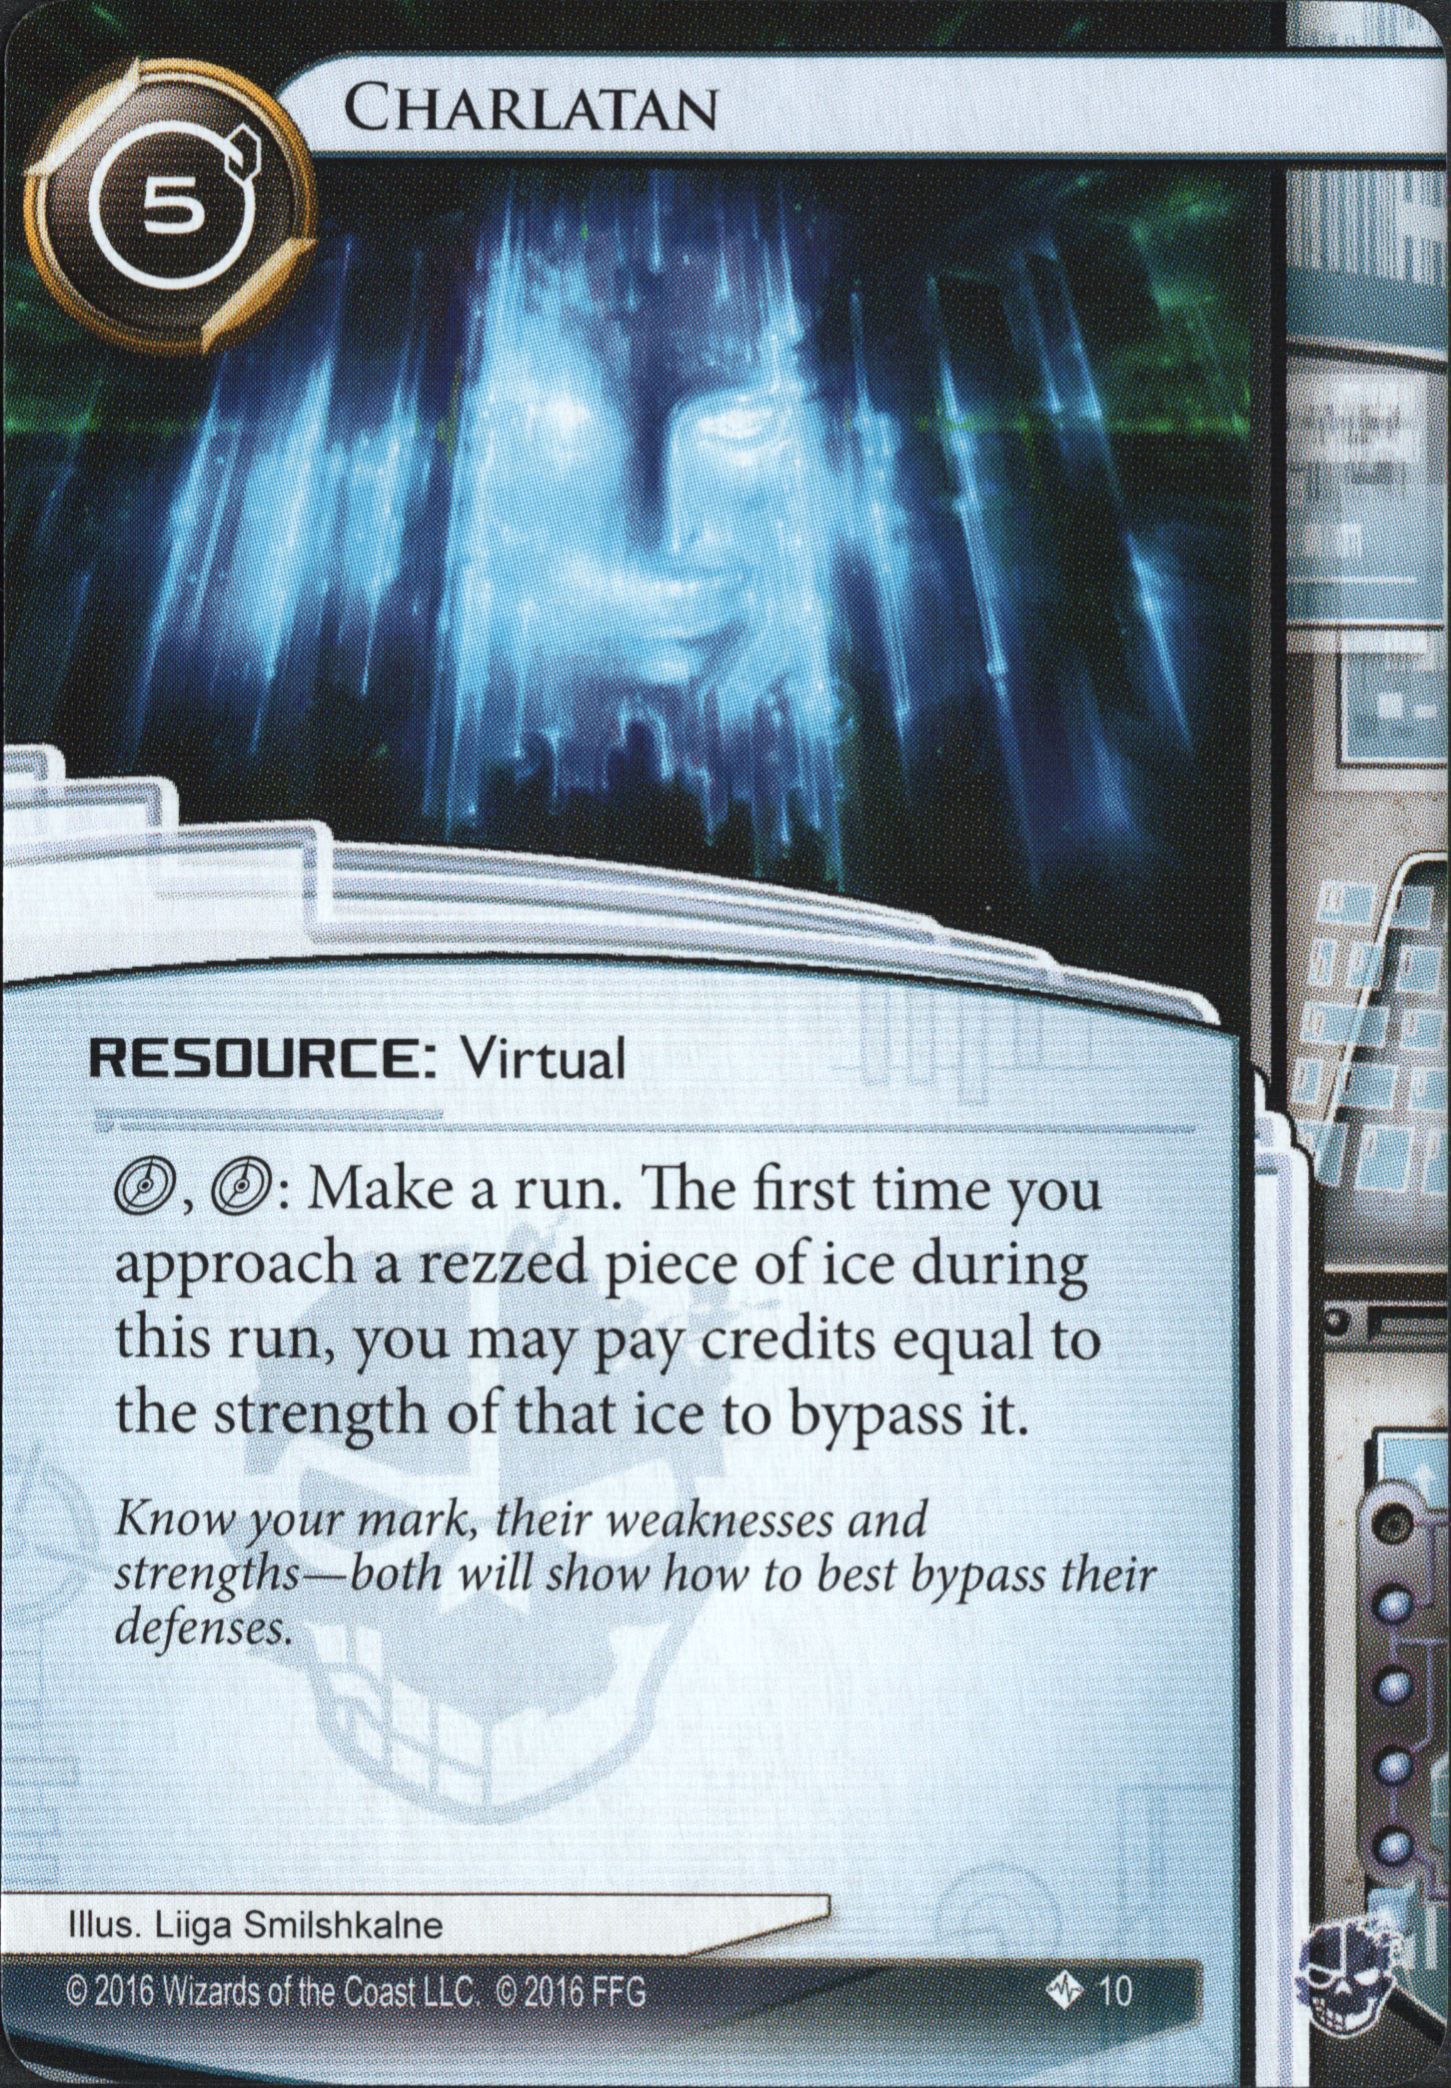 5
CHARLATAN
RESOURCE: Virtual
, : Make a run. The first time you
approach a rezzed piece of ice during
this run, you may pay credits equal to
the strength of that ice to bypass it.
Know your mark, their weaknesses and
strengths—both will show how to best bypass their
defenses.
Illus. Liiga Smilshkalne
© 2016 Wizards of the Coast LLC. © 2016 FFG
10